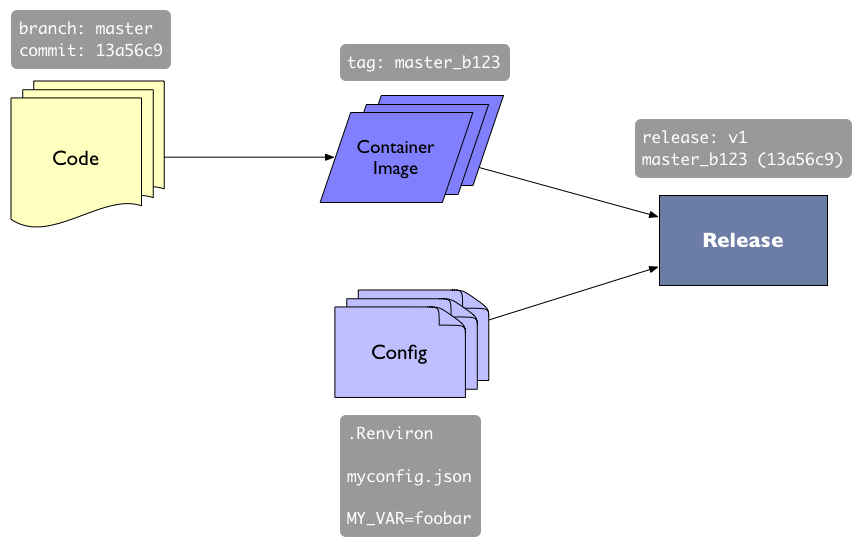 branch: master
commit: 13a56c9
Code
tag: master_b123
Container
Image
release: v1
master_b123 (13a56c9)
Release
Config
.Renviron
myconfig.json
MY_VAR=foobar